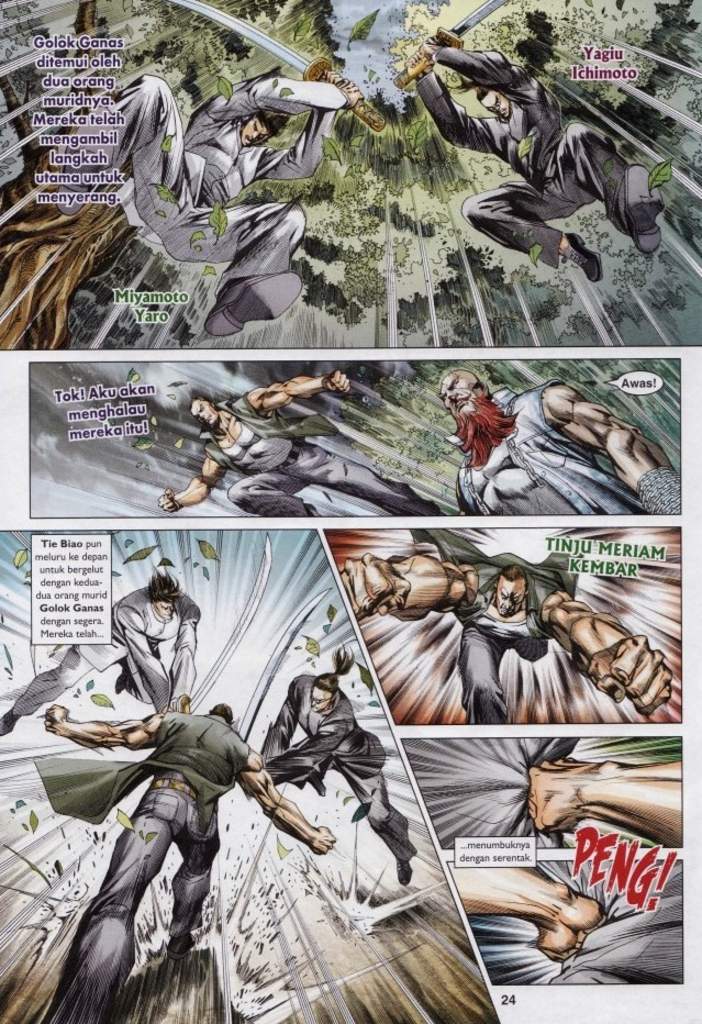 Golok Ganas
ditemui oleh
dua orang
muridnya.
Mereka telah
mengambil
langkah
utama untuk
menyerang.
Yagiu
Ichimoto
Miyamoto
Yaro
Tok! Aku akan
menghalau
mereka itu!
Awas!
Tie Biao pun
meluru ke depan
untuk bergelut
dengan kedua-
dua orang murid
Golok Ganas
dengan segera.
Mereka telah...
TINJU MERIAM
KEMBAR
...menumbuknya
dengan serentak.
PENG!
24